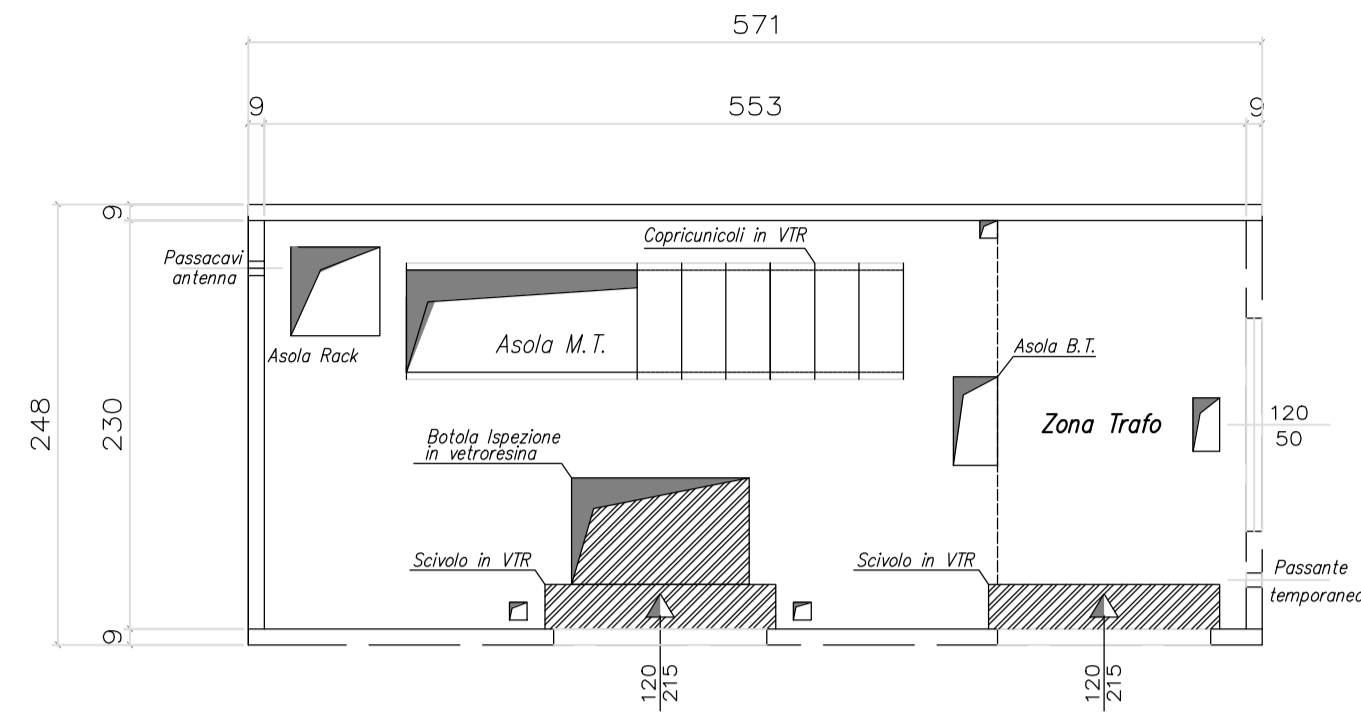 571
9
553
9
9
Passacavi
antenna
Copricunicoli in VTR
Asola Rack
Asola M.T.
Asola B.T.
248
230
Zona Trafo
120
50
Botola Ispezione
in vetroresina
Scivolo in VTR
Scivolo in VTR
Passante
temporaneo
9
120
215
120
215